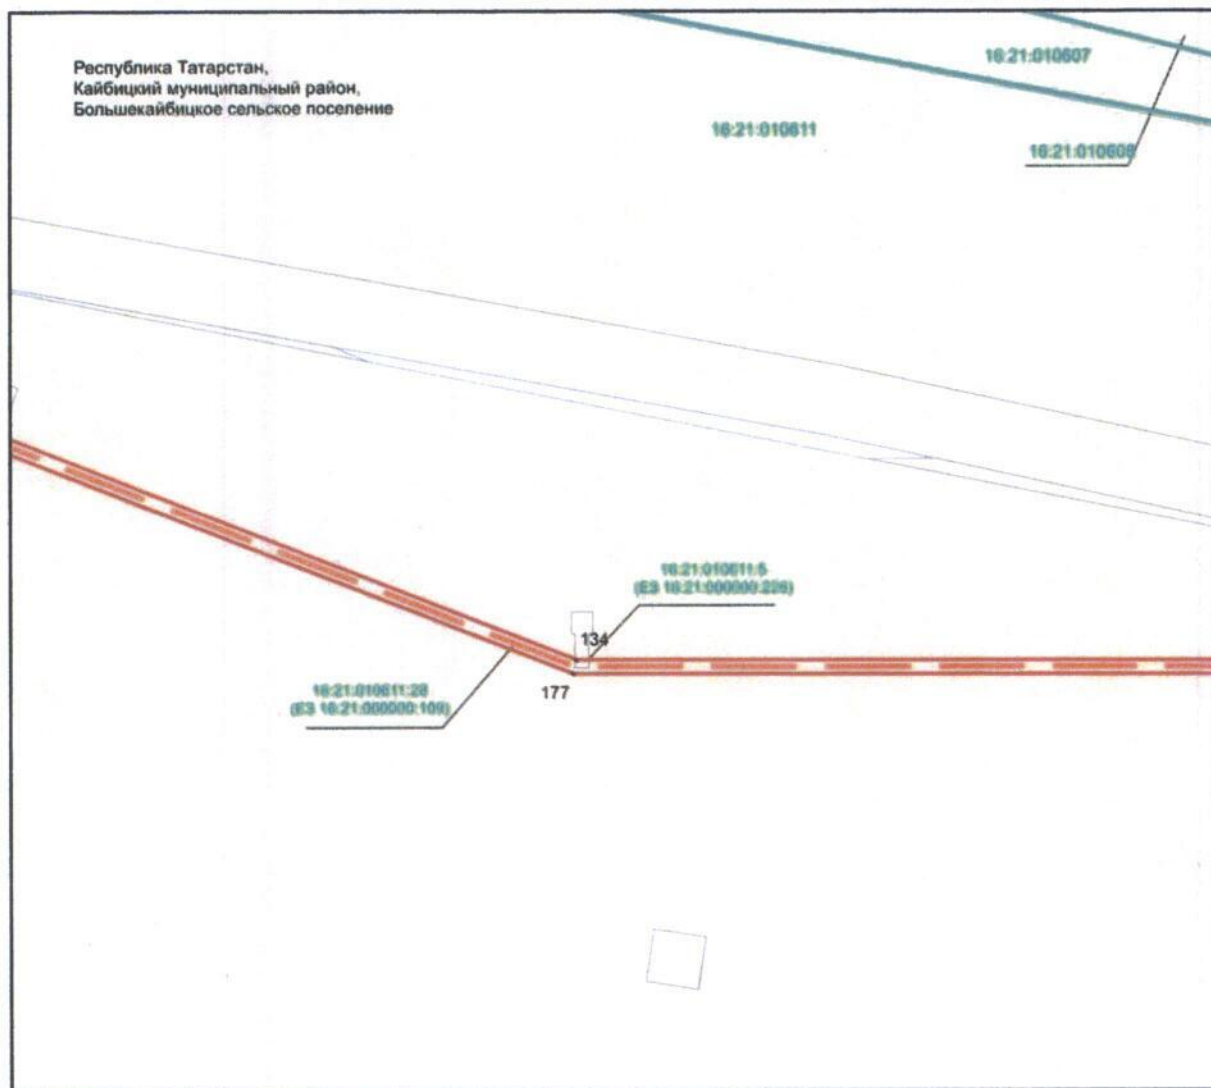 Республика Татарстан,
Кайбицкий муниципальный район,
Большекайбицкое сельское поселение
16:21:010607
16:21:010611
16:21:010608
16:21:010611:5
(ЕЗ 16:21:000000:226)
134
177
16:21:010611:28
(ЕЗ 16:21:000000:109)